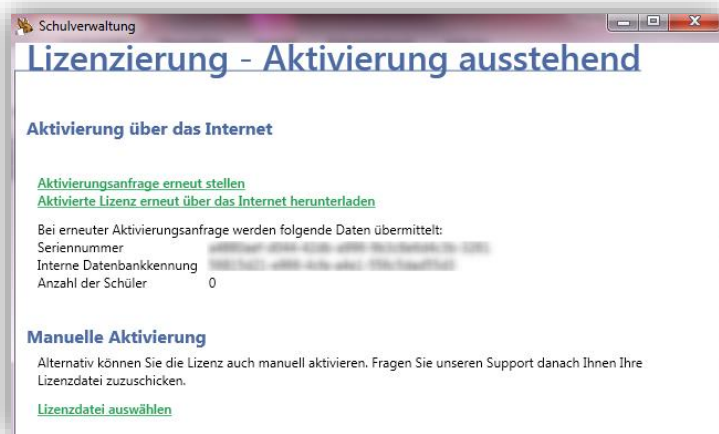 Schulverwaltung
Lizenzierung - Aktivierung ausstehend
Aktivierung über das Internet
Aktivierungsanfrage erneut stellen
Aktivierte Lizenz erneut über das Internet herunterladen
Bei erneuter Aktivierungsanfrage werden folgende Daten übermittelt:
Seriennummer
Interne Datenbankkennung
Anzahl der Schüler 0
Manuelle Aktivierung
Alternativ können Sie die Lizenz auch manuell aktivieren. Fragen Sie unseren Support danach Ihnen Ihre
Lizenzdatei zuzuschicken.
Lizenzdatei auswählen